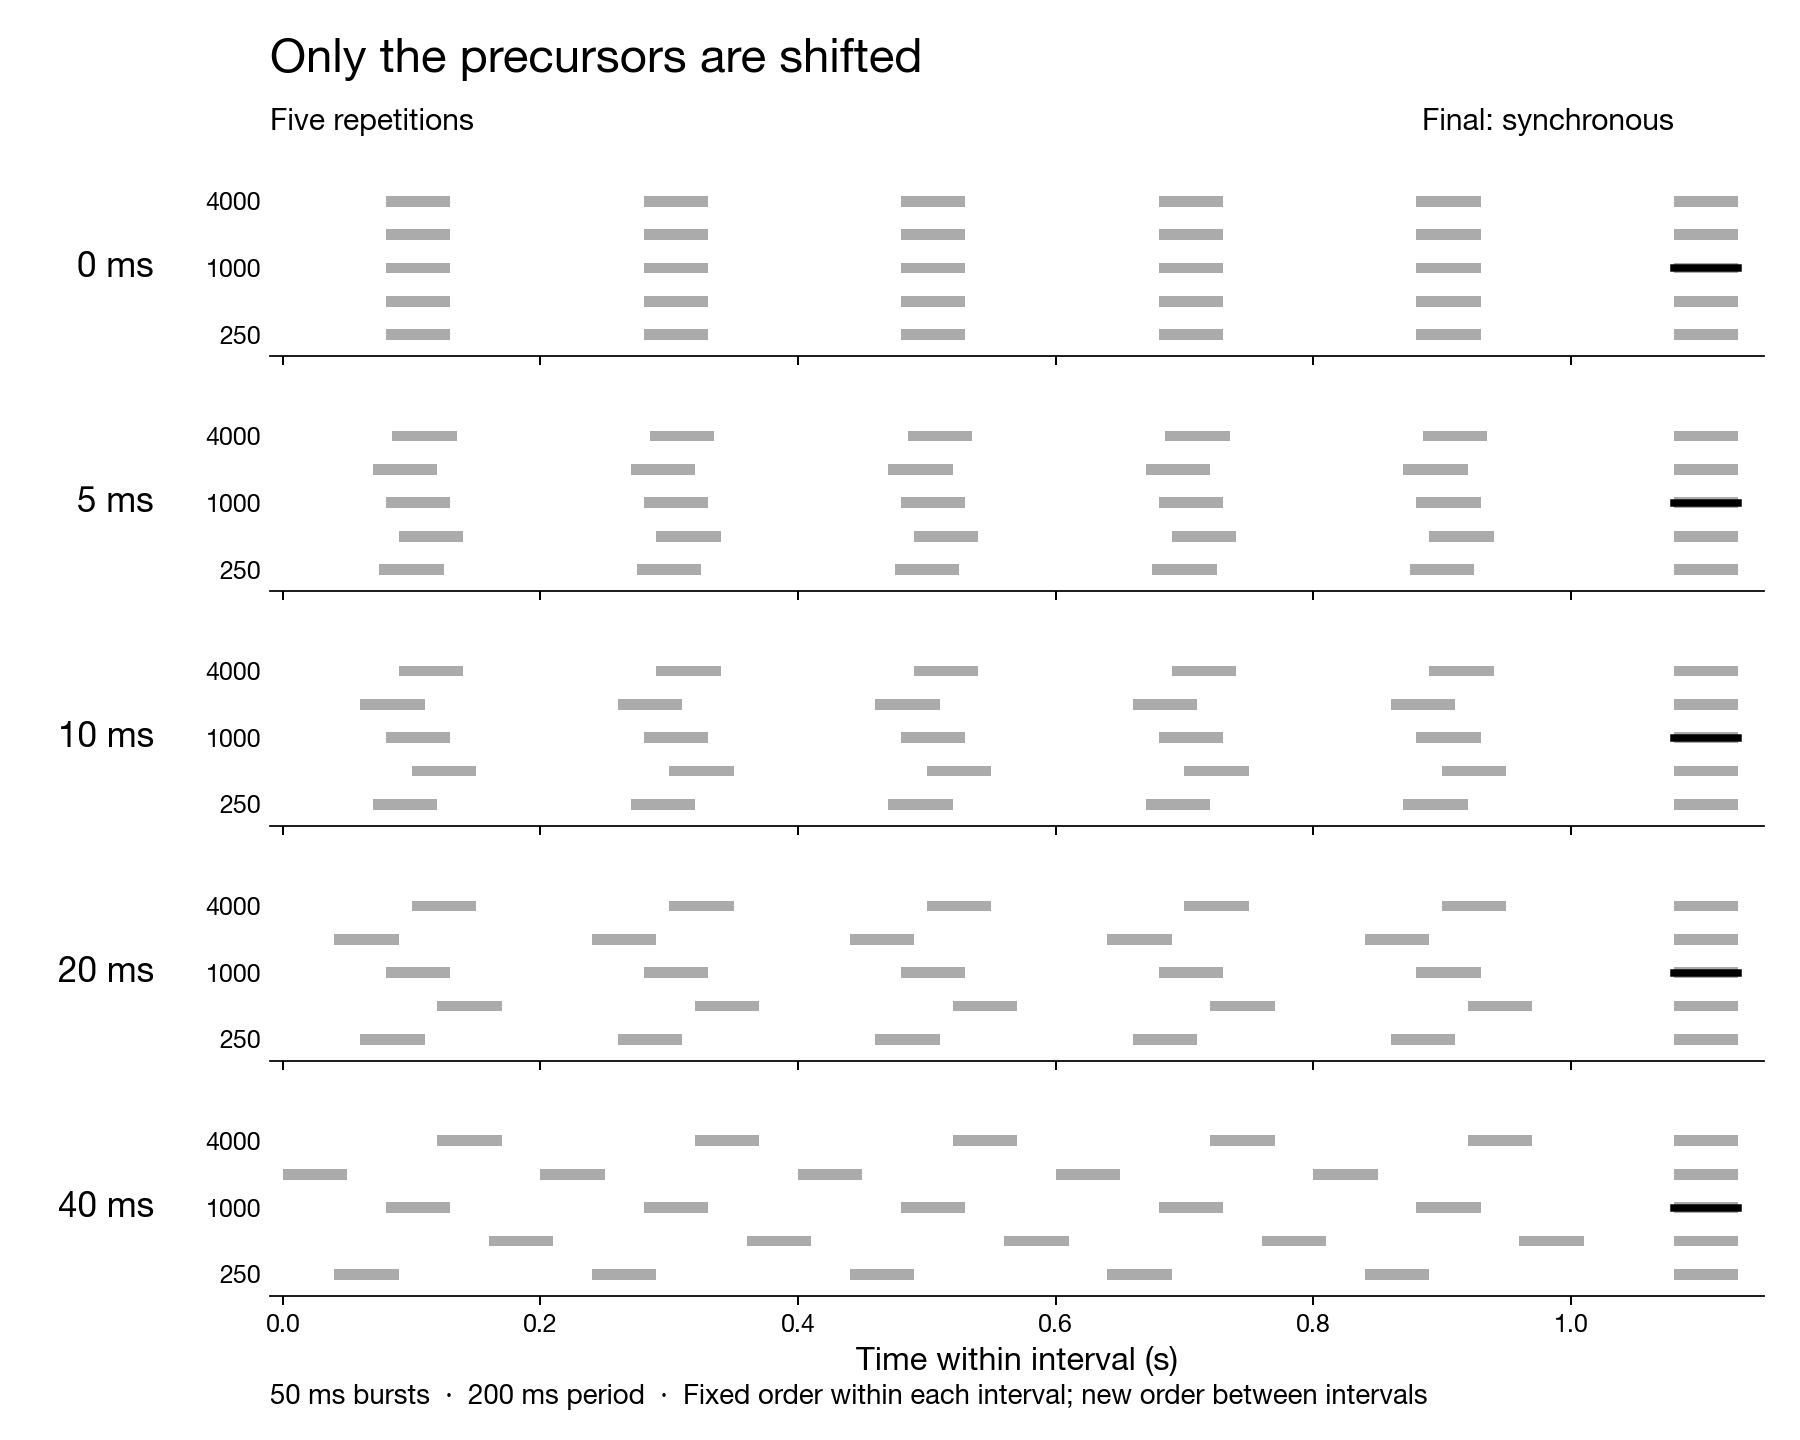 Only the precursors are shifted
Five repetitions
Final: synchronous
4000
0 ms
1000
250
4000
5 ms
1000
250
4000
10 ms
1000
250
4000
20 ms
1000
250
4000
40 ms
1000
250
0.0 0.2 0.4 0.6 0.8 1.0
Time within interval (s)
50 ms bursts · 200 ms period · Fixed order within each interval; new order between intervals